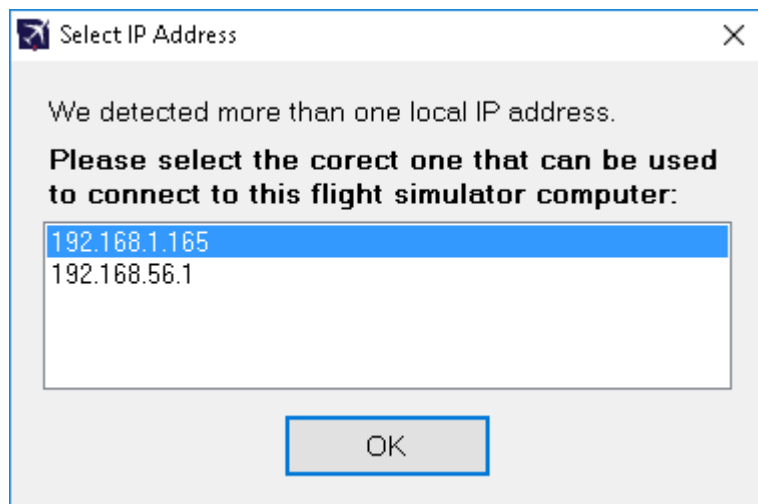 Select IP Address
We detected more than one local IP address.
Please select the corect one that can be used
to connect to this flight simulator computer:
192.168.1.165
192.168.56.1
OK